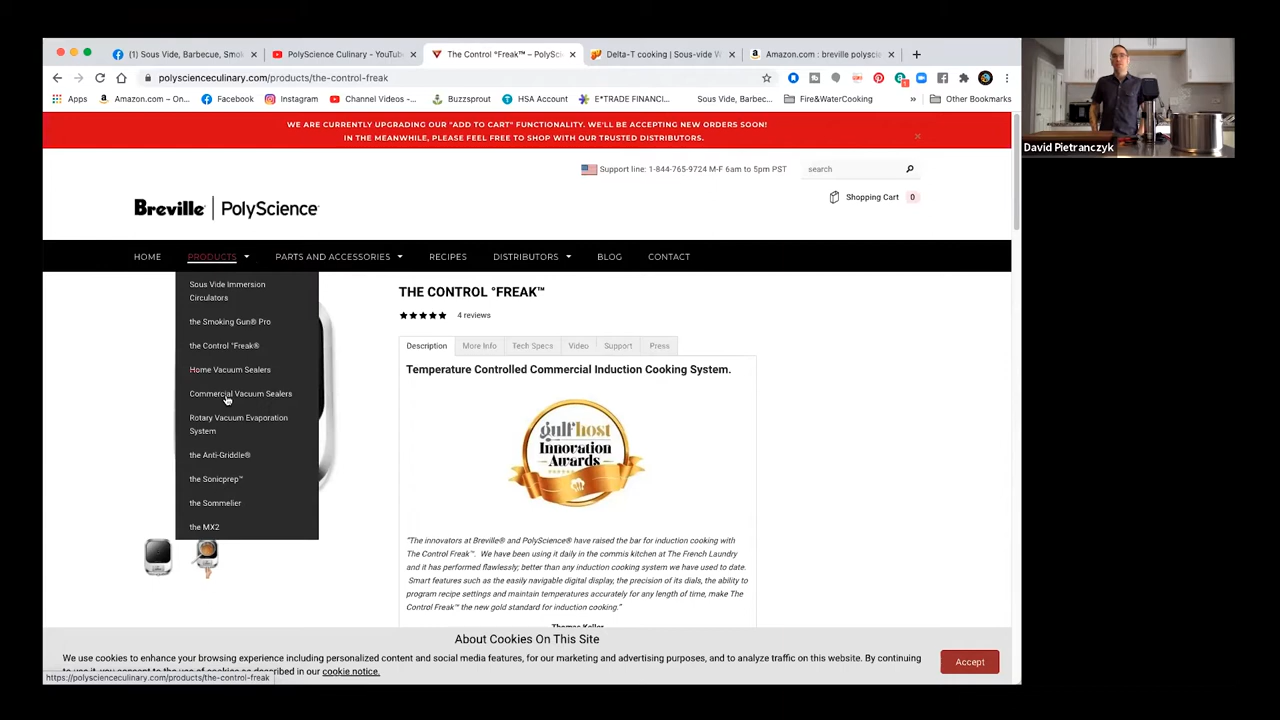 (1) Sous Vide, Barbecue, Smok
PolyScience Culinary - YouTube
The Control °Freak™ – PolySc
Delta-T cooking | Sous-vide W
Amazon.com : breville polyscie
polyscienceculinary.com/products/the-control-freak
Apps
Amazon.com – On...
Facebook
Instagram
Channel Videos -...
Buzzsprout
HSA Account
E*TRADE FINANCI...
Sous Vide, Barbec...
Fire&WaterCooking
»
Other Bookmarks
WE ARE CURRENTLY UPGRADING OUR "ADD TO CART" FUNCTIONALITY. WE'LL BE ACCEPTING NEW ORDERS SOON!
IN THE MEANWHILE, PLEASE FEEL FREE TO SHOP WITH OUR TRUSTED DISTRIBUTORS.
David Pietranczyk
Support line: 1-844-765-9724 M-F 6am to 5pm PST
search
Shopping Cart 0
Breville | PolyScience
HOME
PRODUCTS
PARTS AND ACCESSORIES
RECIPES
DISTRIBUTORS
BLOG
CONTACT
Sous Vide Immersion
Circulators
the Smoking Gun® Pro
the Control °Freak®
Home Vacuum Sealers
Commercial Vacuum Sealers
Rotary Vacuum Evaporation
System
the Anti-Griddle®
the Sonicprep™
the Sommelier
the MX2
THE CONTROL °FREAK™
4 reviews
Description
More Info
Tech Specs
Video
Support
Press
Temperature Controlled Commercial Induction Cooking System.
gulfhost
Innovation
Awards
"The innovators at Breville® and PolyScience® have raised the bar for induction cooking with
The Control Freak™. We have been using it daily in the commis kitchen at The French Laundry
and it has performed flawlessly; better than any induction cooking system we have used to date.
Smart features such as the easily navigable digital display, the precision of its dials, the ability to
program recipe settings and maintain temperatures accurately for any length of time, make The
Control Freak™ the new gold standard for induction cooking."
Thomas Keller
About Cookies On This Site
We use cookies to enhance your browsing experience including personalized content and social media features, for our marketing and advertising purposes, and to analyze traffic on this website. By continuing
described in our cookie notice.
Accept
https://polyscienceculinary.com/products/the-control-freak